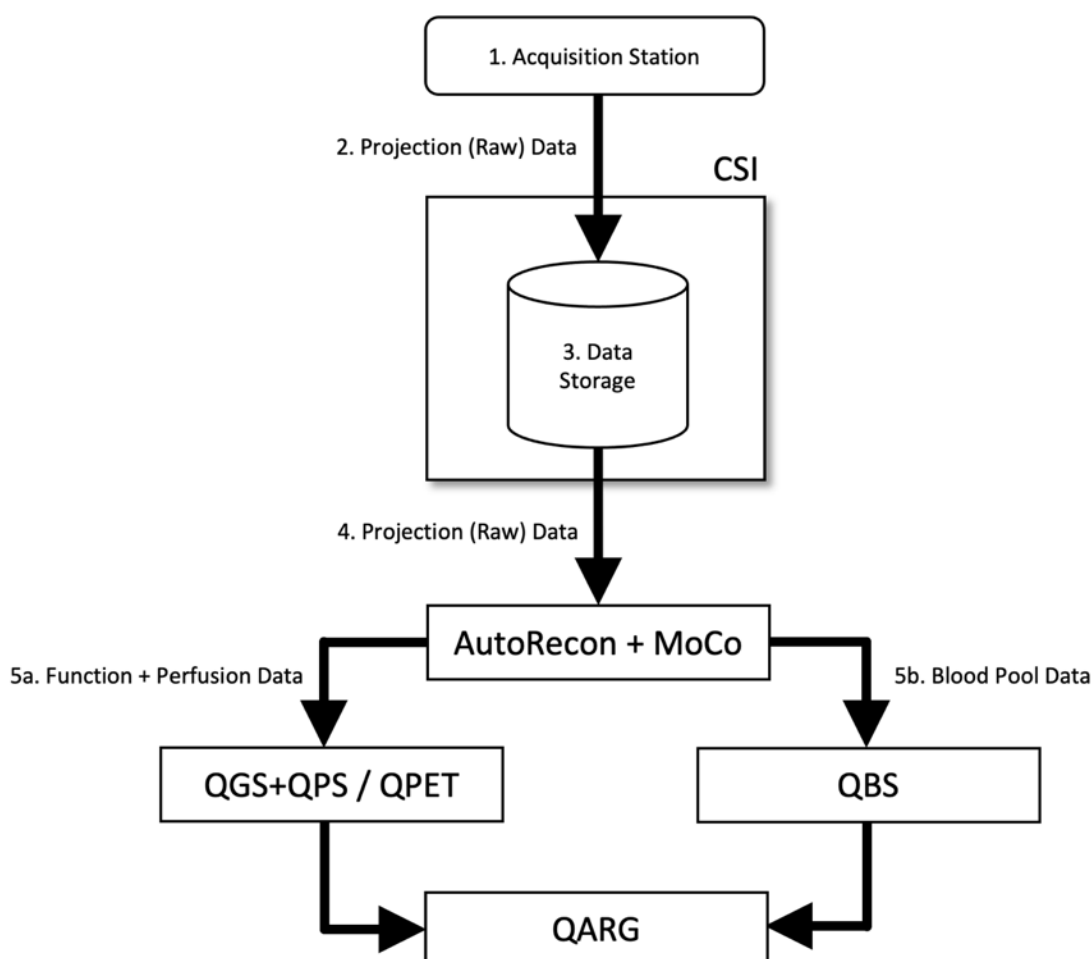 1. Acquisition Station
2. Projection (Raw) Data
CSI
3. Data
Storage
4. Projection (Raw) Data
AutoRecon + MoCo
5a. Function + Perfusion Data
5b. Blood Pool Data
QGS+QPS / QPET
QBS
QARG